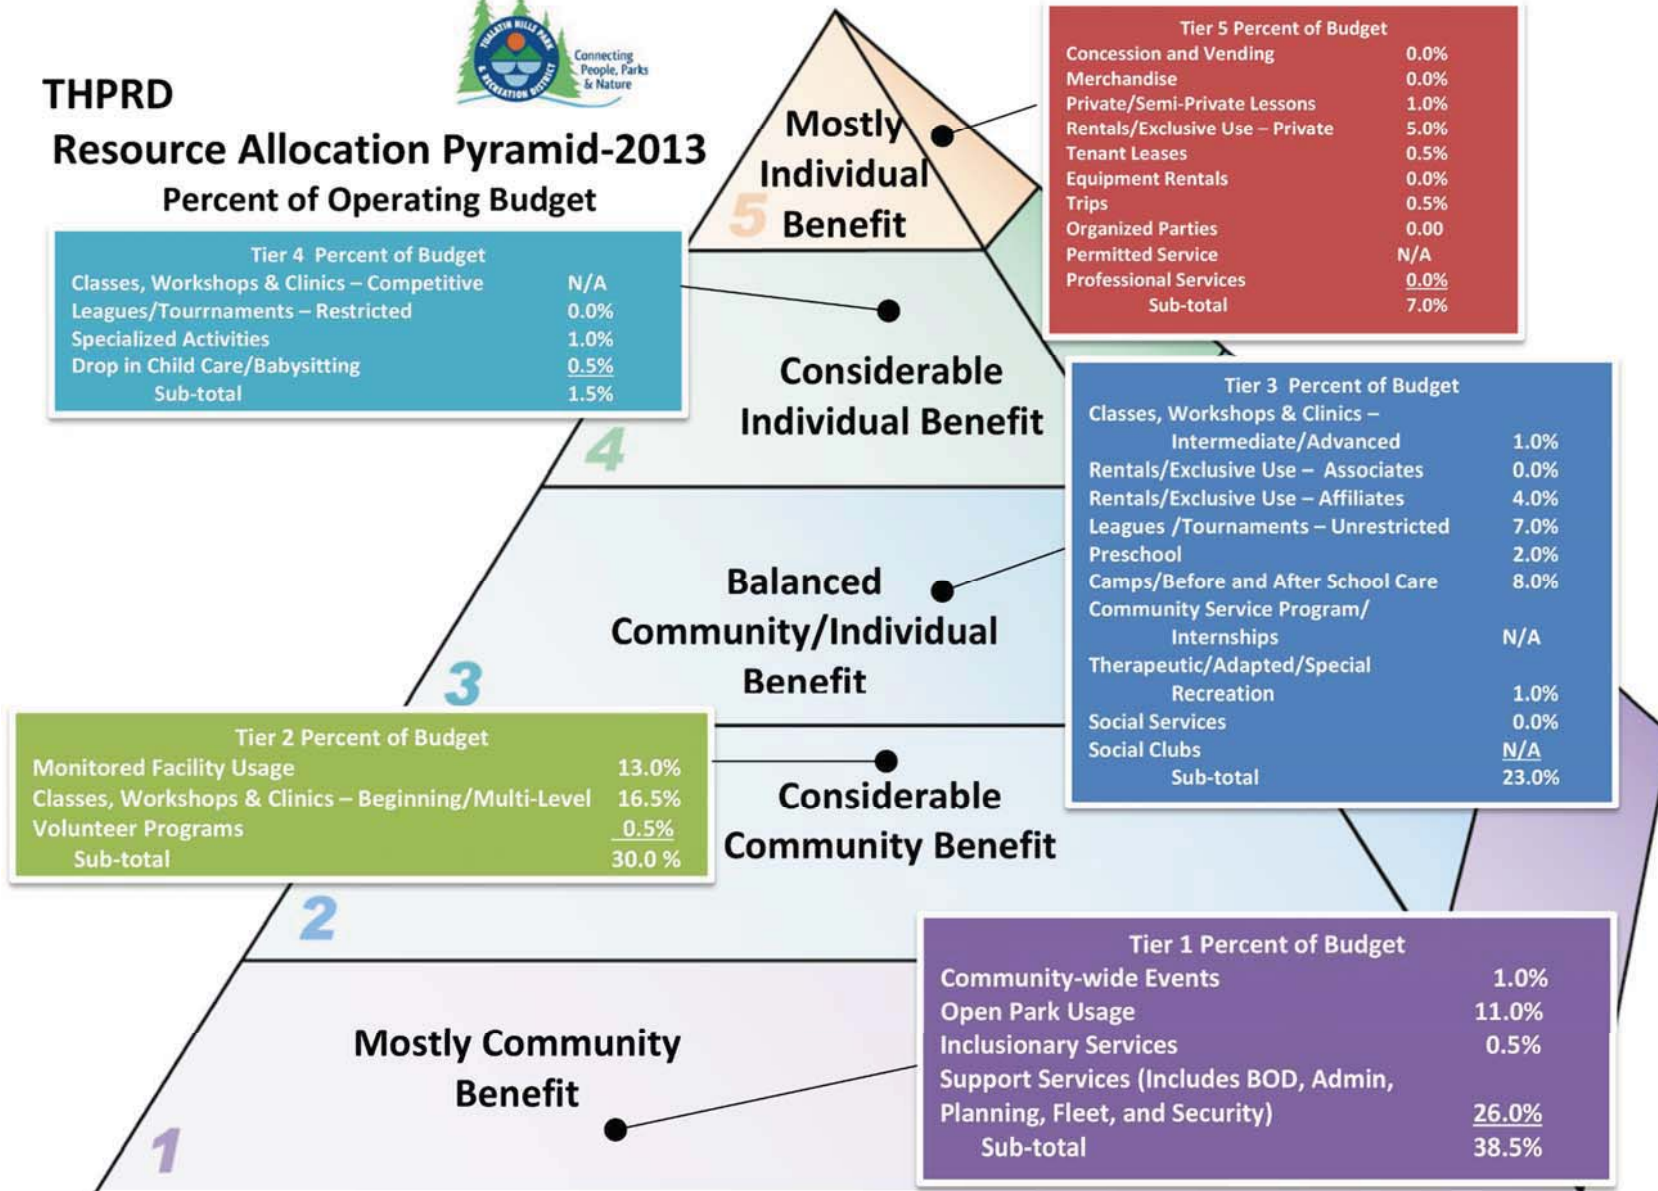 TUALATIN HILLS PARK
& RECREATION DISTRICT
Connecting
People, Parks
& Nature
THPRD
Resource Allocation Pyramid-2013
Percent of Operating Budget
Tier 5 Percent of Budget
Concession and Vending 0.0%
Merchandise 0.0%
Private/Semi-Private Lessons 1.0%
Rentals/Exclusive Use – Private 5.0%
Tenant Leases 0.5%
Equipment Rentals 0.0%
Trips 0.5%
Organized Parties 0.00
Permitted Service N/A
Professional Services 0.0%
Sub-total 7.0%
Mostly
Individual
Benefit
5
Tier 4 Percent of Budget
Classes, Workshops & Clinics – Competitive N/A
Leagues/Tourrnaments – Restricted 0.0%
Specialized Activities 1.0%
Drop in Child Care/Babysitting 0.5%
Sub-total 1.5%
Considerable
Individual Benefit
4
Tier 3 Percent of Budget
Classes, Workshops & Clinics –
Intermediate/Advanced 1.0%
Rentals/Exclusive Use – Associates 0.0%
Rentals/Exclusive Use – Affiliates 4.0%
Leagues /Tournaments – Unrestricted 7.0%
Preschool 2.0%
Camps/Before and After School Care 8.0%
Community Service Program/
Internships N/A
Therapeutic/Adapted/Special
Recreation 1.0%
Social Services 0.0%
Social Clubs N/A
Sub-total 23.0%
Balanced
Community/Individual
Benefit
3
Tier 2 Percent of Budget
Monitored Facility Usage 13.0%
Classes, Workshops & Clinics – Beginning/Multi-Level 16.5%
Volunteer Programs 0.5%
Sub-total 30.0 %
Considerable
Community Benefit
2
Tier 1 Percent of Budget
Community-wide Events 1.0%
Open Park Usage 11.0%
Inclusionary Services 0.5%
Support Services (Includes BOD, Admin,
Planning, Fleet, and Security) 26.0%
Sub-total 38.5%
Mostly Community
Benefit
1